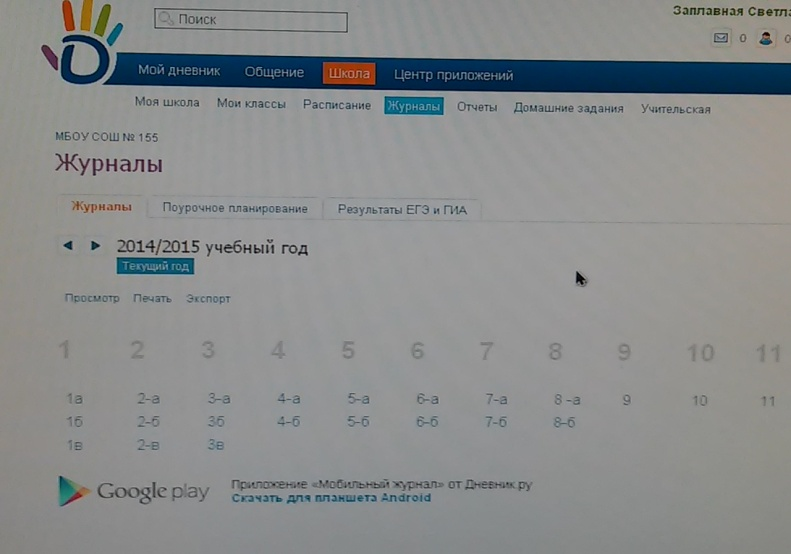 Поиск
Заплавная Светла
0
0
Мой дневник Общение Школа Центр приложений
Моя школа Мои классы Расписание Журналы Отчеты Домашние задания Учительская
МБОУ СОШ № 155
Журналы
Журналы Поурочное планирование Результаты ЕГЭ и ГИА
2014/2015 учебный год
Текущий год
Просмотр Печать Экспорт
1 2 3 4 5 6 7 8 9 10 11
1а 2-а 3-а 4-а 5-а 6-а 7-а 8 -а 9 10 11
1б 2-б 3б 4-б 5-б 6-б 7-б 8-б
1в 2-в 3в
Google play
Приложение «Мобильный журнал» от Дневник.ру
Скачать для планшета Android